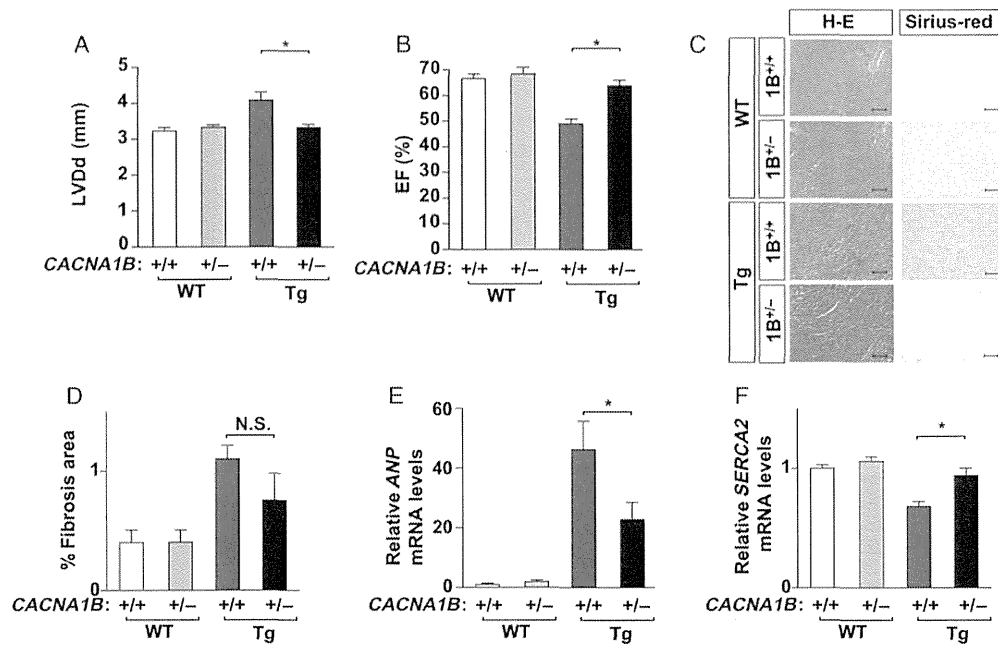 A
LVDd (mm)
5
4
3
2
1
0
*
CACNA1B: +/+ +/− +/+ +/−
WT Tg
B
EF (%)
70
60
50
40
30
20
10
0
*
CACNA1B: +/+ +/− +/+ +/−
WT Tg
C
H-E Sirius-red
WT
1B+/+
1B+/−
Tg
1B+/+
1B+/−
D
% Fibrosis area
1
0
N.S.
CACNA1B: +/+ +/− +/+ +/−
WT Tg
E
Relative ANP
mRNA levels
60
40
20
0
*
CACNA1B: +/+ +/− +/+ +/−
WT Tg
F
Relative SERCA2
mRNA levels
1
0
*
CACNA1B: +/+ +/− +/+ +/−
WT Tg